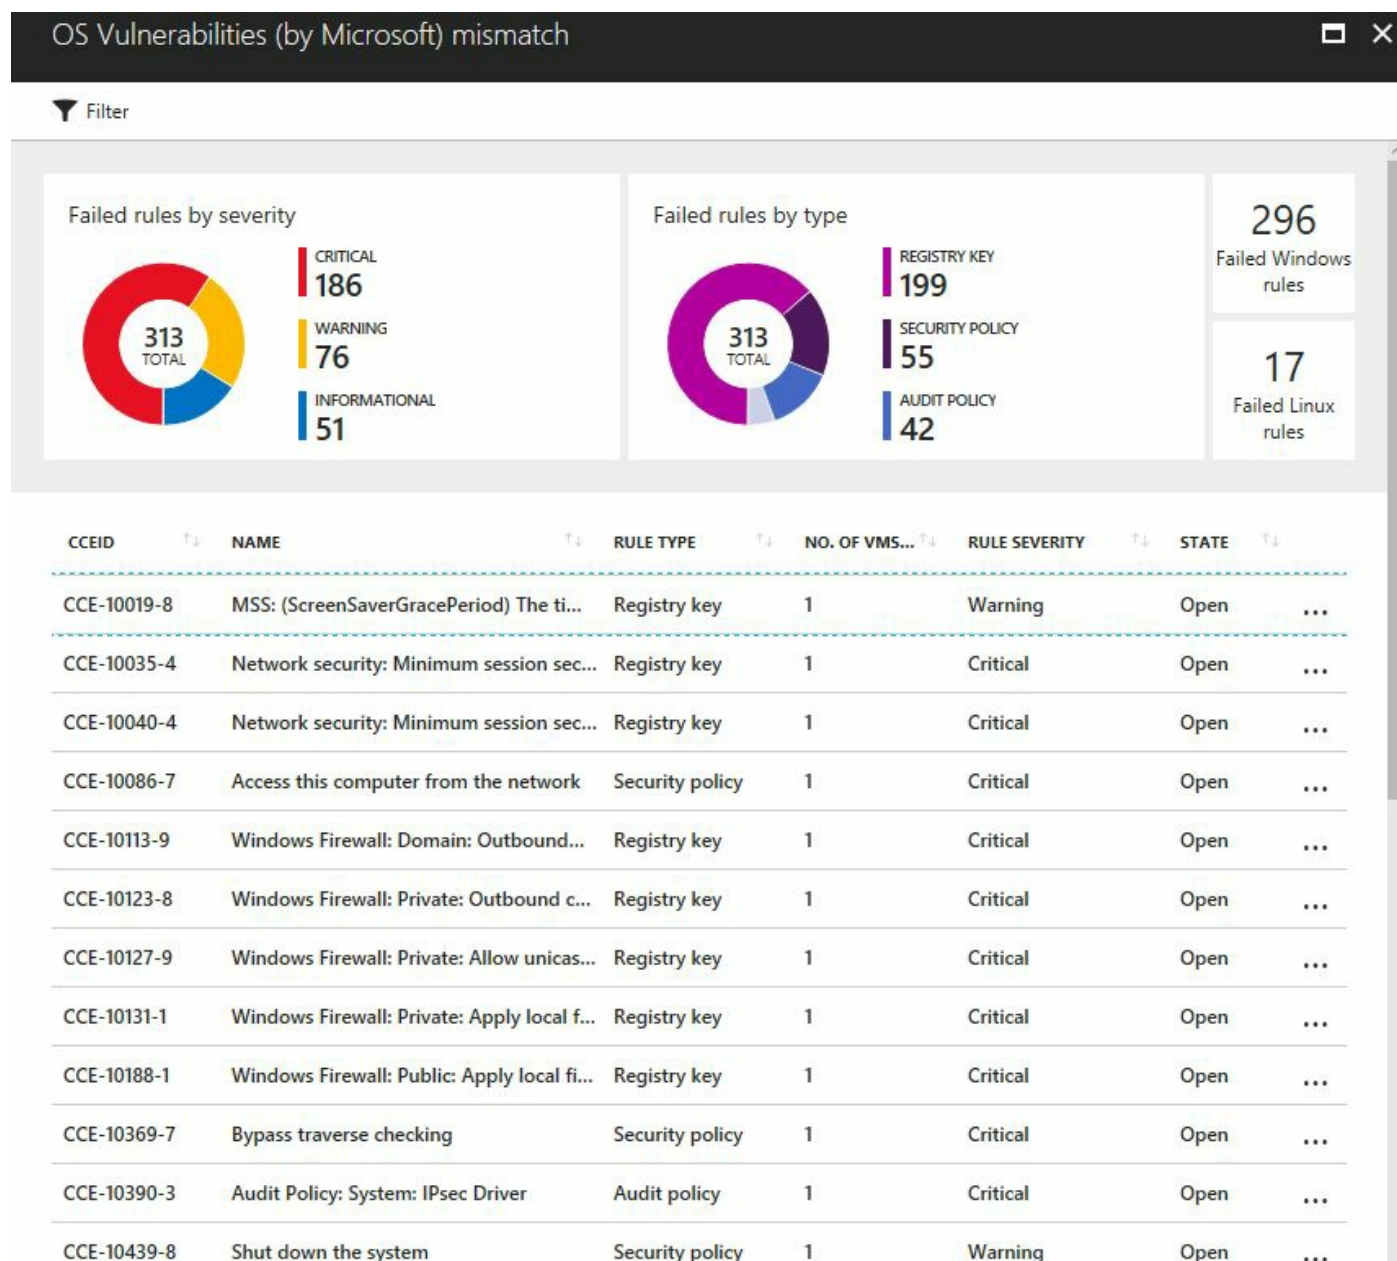 OS Vulnerabilities (by Microsoft) mismatch
Filter
Failed rules by severity
313
TOTAL
CRITICAL
186
WARNING
76
INFORMATIONAL
51
Failed rules by type
313
TOTAL
REGISTRY KEY
199
SECURITY POLICY
55
AUDIT POLICY
42
296
Failed Windows
rules
17
Failed Linux
rules
CCEID NAME RULE TYPE NO. OF VMS... RULE SEVERITY STATE
CCE-10019-8 MSS: (ScreenSaverGracePeriod) The ti... Registry key 1 Warning Open ...
CCE-10035-4 Network security: Minimum session sec... Registry key 1 Critical Open ...
CCE-10040-4 Network security: Minimum session sec... Registry key 1 Critical Open ...
CCE-10086-7 Access this computer from the network Security policy 1 Critical Open ...
CCE-10113-9 Windows Firewall: Domain: Outbound... Registry key 1 Critical Open ...
CCE-10123-8 Windows Firewall: Private: Outbound c... Registry key 1 Critical Open ...
CCE-10127-9 Windows Firewall: Private: Allow unicas... Registry key 1 Critical Open ...
CCE-10131-1 Windows Firewall: Private: Apply local f... Registry key 1 Critical Open ...
CCE-10188-1 Windows Firewall: Public: Apply local fi... Registry key 1 Critical Open ...
CCE-10369-7 Bypass traverse checking Security policy 1 Critical Open ...
CCE-10390-3 Audit Policy: System: IPsec Driver Audit policy 1 Critical Open ...
CCE-10439-8 Shut down the system Security policy 1 Warning Open ...